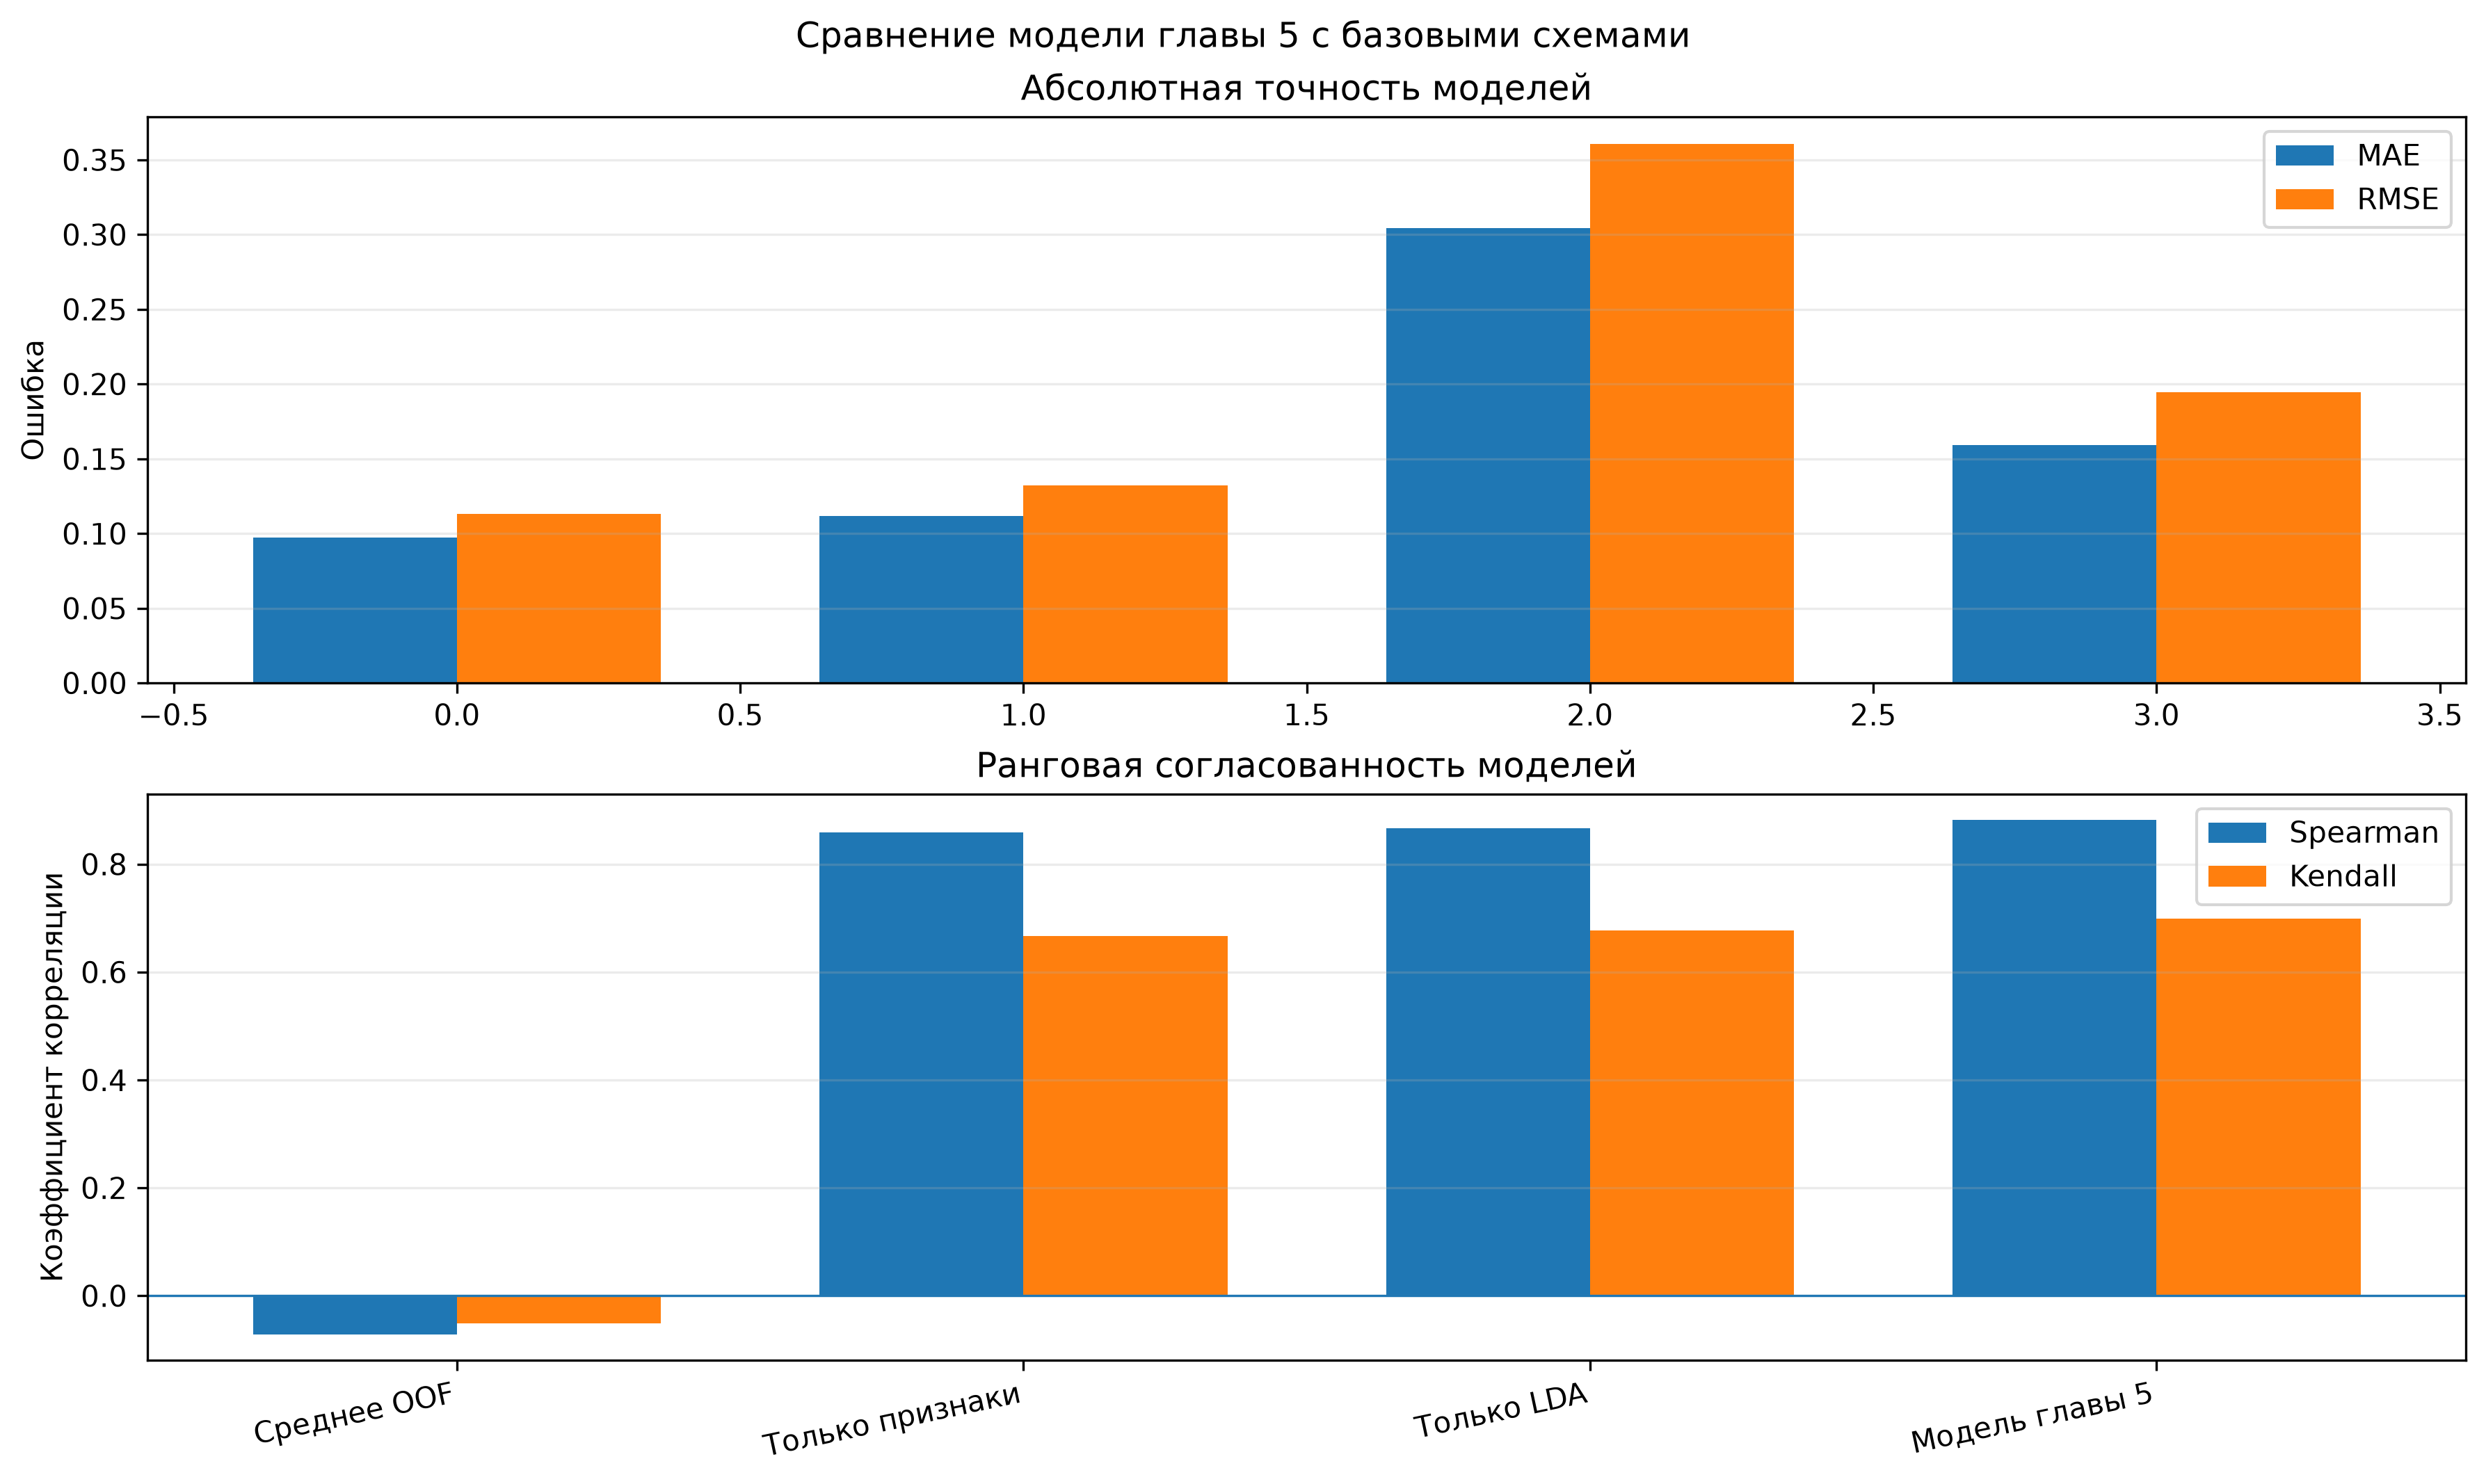 Сравнение модели главы 5 с базовыми схемами
Абсолютная точность моделей
Ошибка
0.35
0.30
0.25
0.20
0.15
0.10
0.05
0.00
MAE
RMSE
−0.5 0.0 0.5 1.0 1.5 2.0 2.5 3.0 3.5
Ранговая согласованность моделей
Коэффициент корреляции
0.8
0.6
0.4
0.2
0.0
Spearman
Kendall
Среднее OOF
Только признаки
Только LDA
Модель главы 5